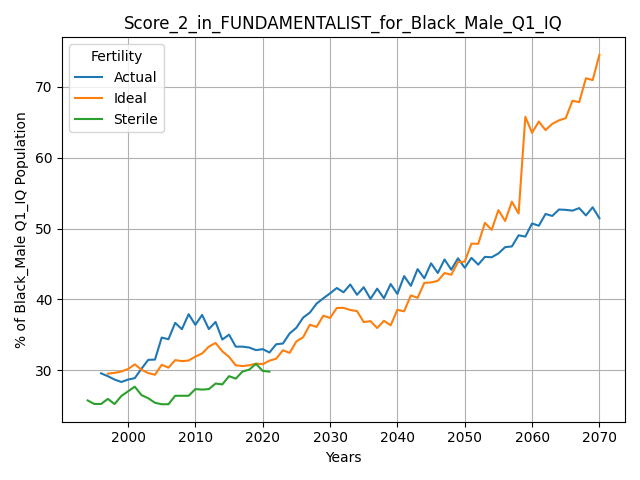 Score_2_in_FUNDAMENTALIST_for_Black_Male_Q1_IQ
Fertility
Actual
Ideal
Sterile
% of Black_Male Q1_IQ Population
70
60
50
40
30
2000 2010 2020 2030 2040 2050 2060 2070
Years